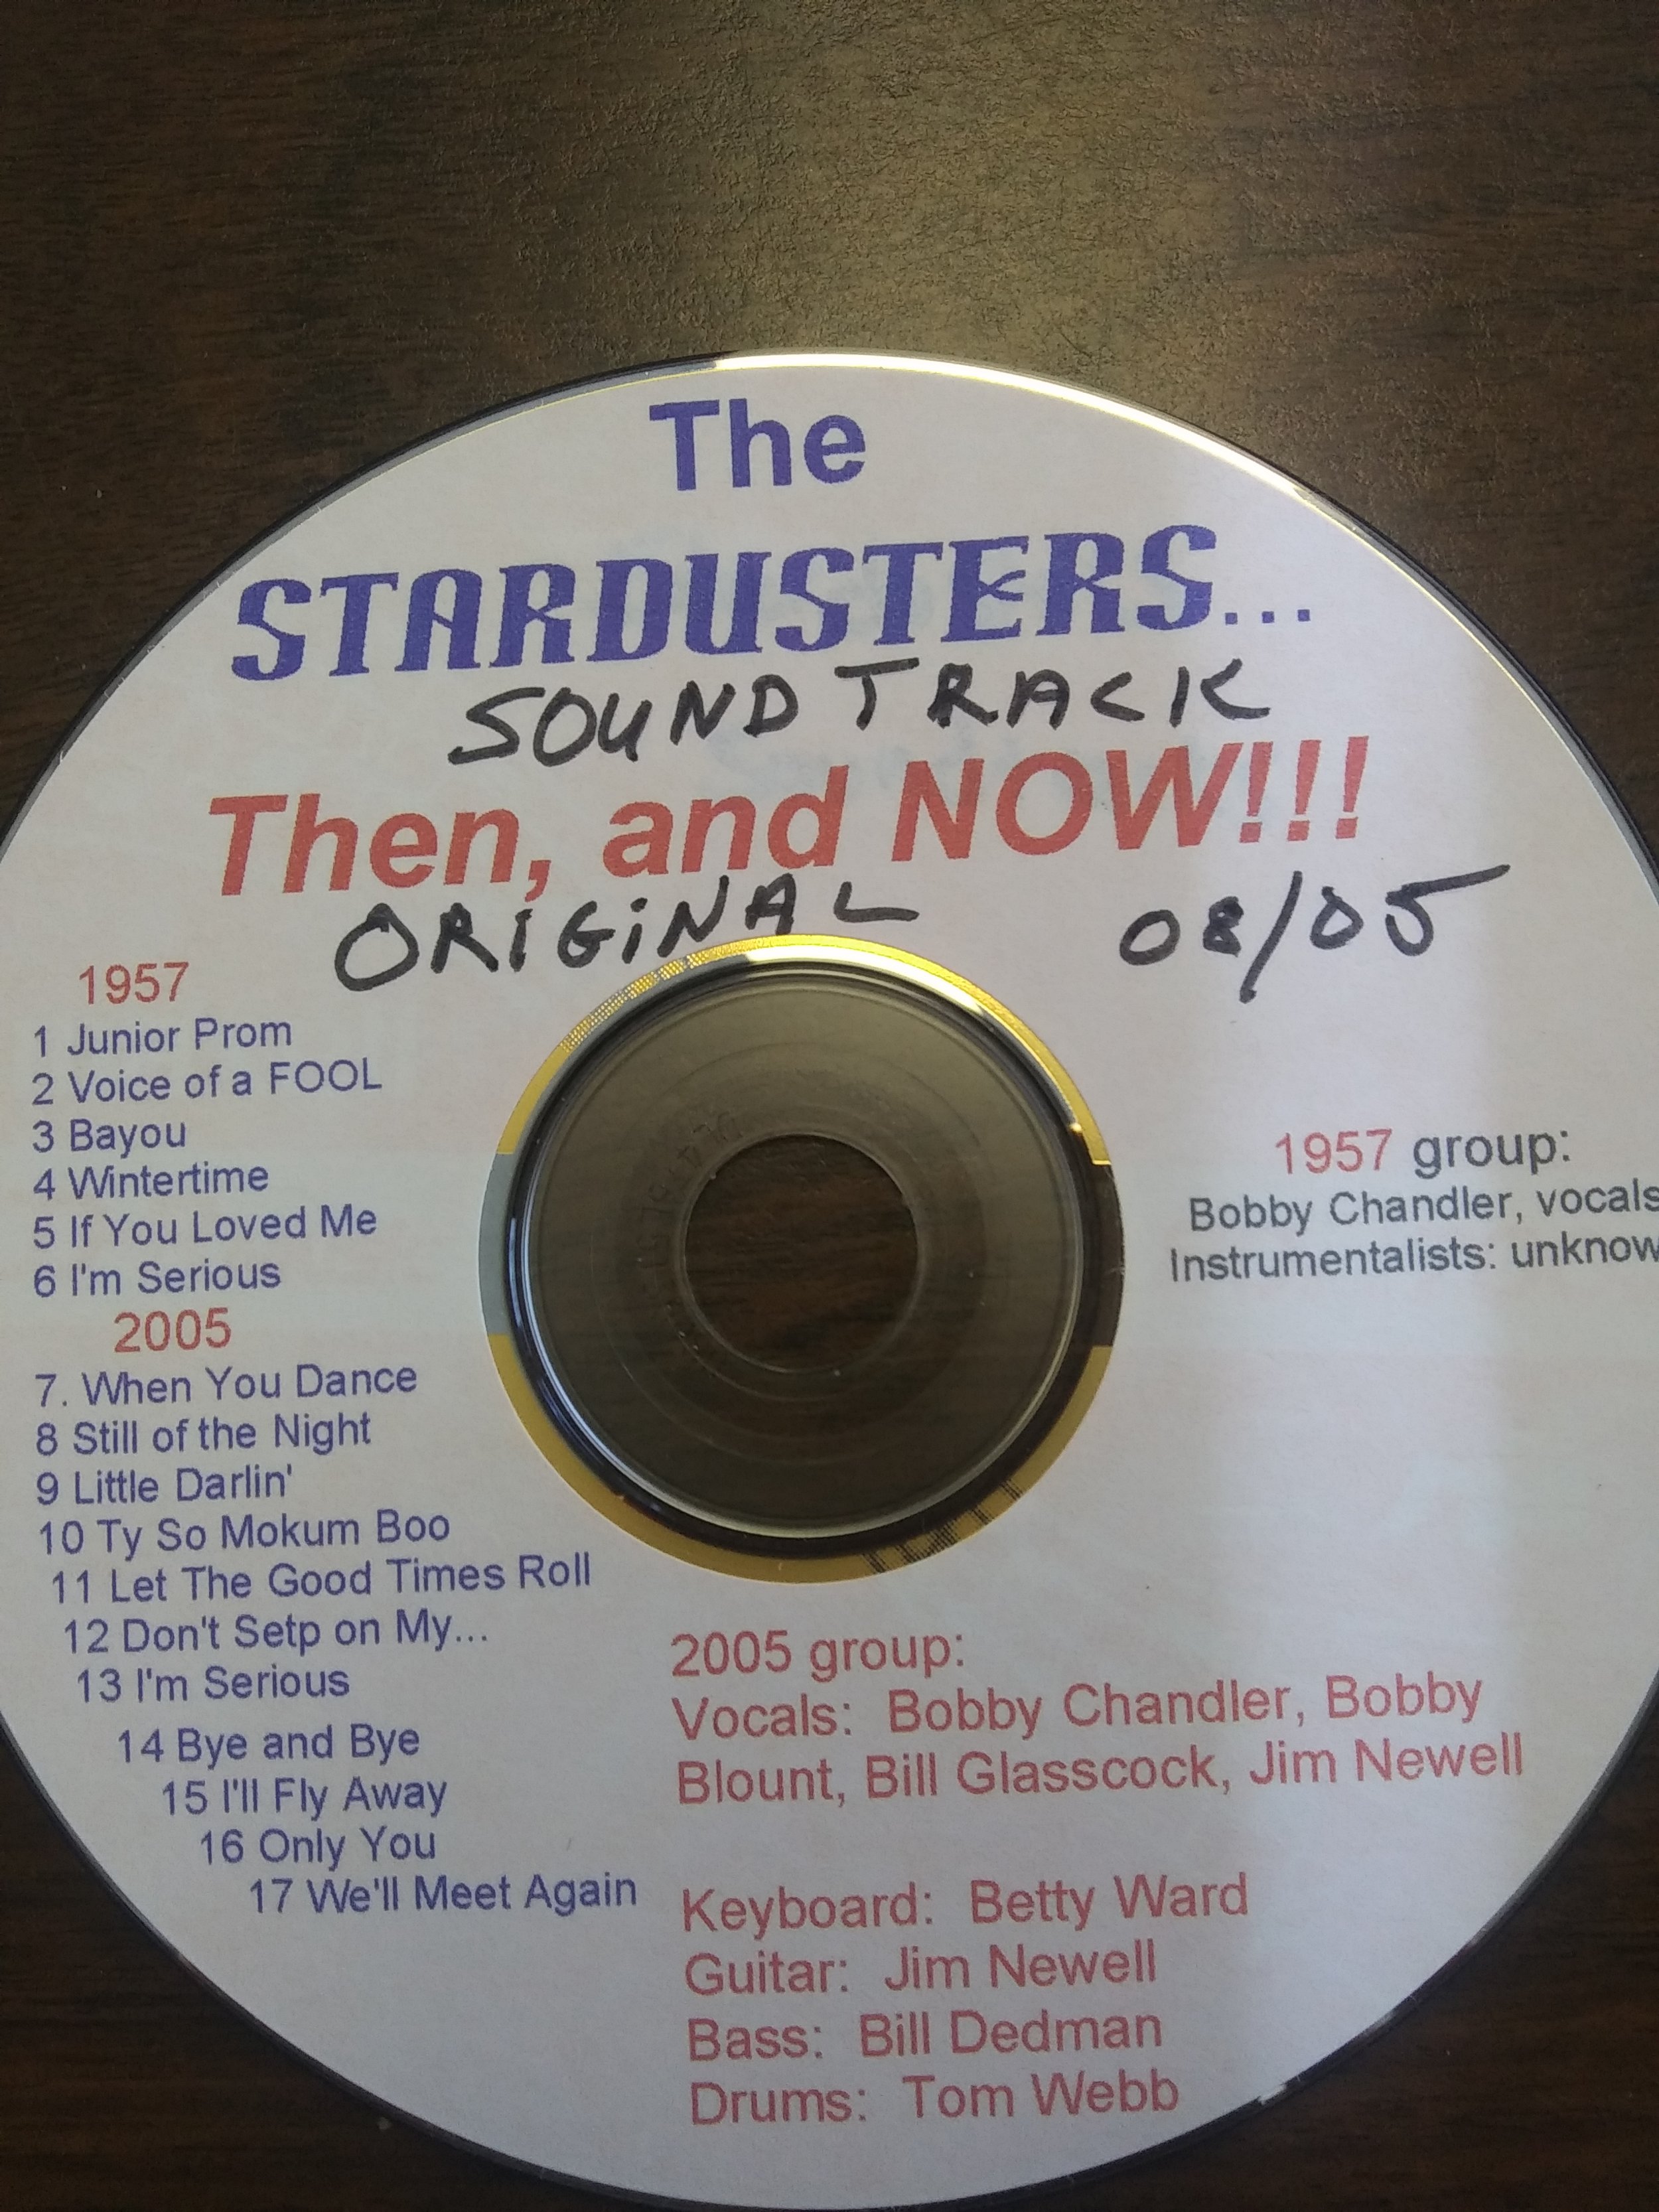 The
STARDUSTERS...
SOUND TRACK
Then, and NOW!!!
ORIGINAL 08/05
1957
1 Junior Prom
2 Voice of a FOOL
3 Bayou
4 Wintertime
5 If You Loved Me
6 I'm Serious
2005
7. When You Dance
8 Still of the Night
9 Little Darlin'
10 Ty So Mokum Boo
11 Let The Good Times Roll
12 Don't Setp on My...
13 I'm Serious
14 Bye and Bye
15 I'll Fly Away
16 Only You
17 We'll Meet Again
1957 group:
Bobby Chandler, vocals
Instrumentalists: unknow
2005 group:
Vocals: Bobby Chandler, Bobby
Blount, Bill Glasscock, Jim Newell
Keyboard: Betty Ward
Guitar: Jim Newell
Bass: Bill Dedman
Drums: Tom Webb